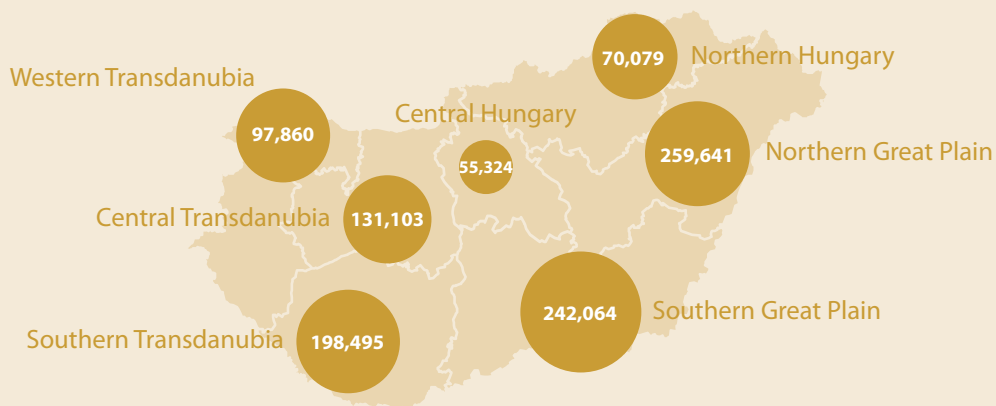 Northern Hungary
70,079
Western Transdanubia
97,860
Central Hungary
55,324
259,641
Northern Great Plain
Central Transdanubia
131,103
242,064
Southern Great Plain
Southern Transdanubia
198,495